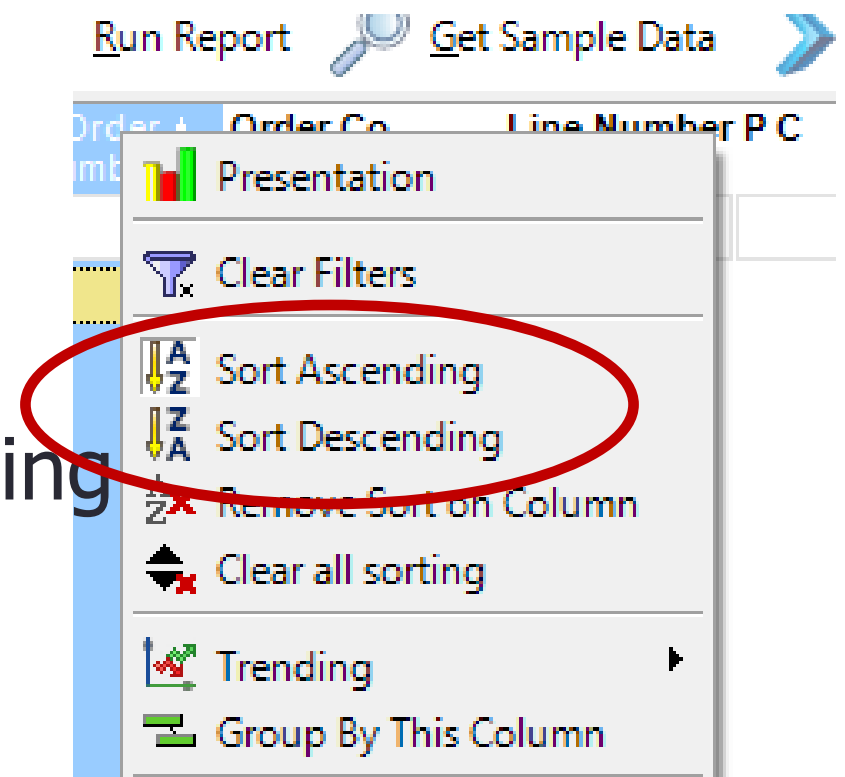 Run Report Get Sample Data
Order Order Co Line Number P C
Presentation
Clear Filters
Sort Ascending
Sort Descending
ing
Remove Sort on Column
Clear all sorting
Trending
Group By This Column